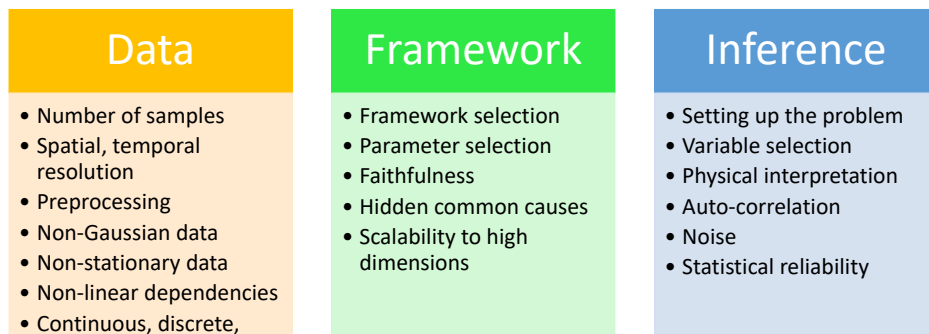 Data
• Number of samples
• Spatial, temporal
resolution
• Preprocessing
• Non-Gaussian data
• Non-stationary data
• Non-linear dependencies
• Continuous, discrete,
Framework
• Framework selection
• Parameter selection
• Faithfulness
• Hidden common causes
• Scalability to high
dimensions
Inference
• Setting up the problem
• Variable selection
• Physical interpretation
• Auto-correlation
• Noise
• Statistical reliability